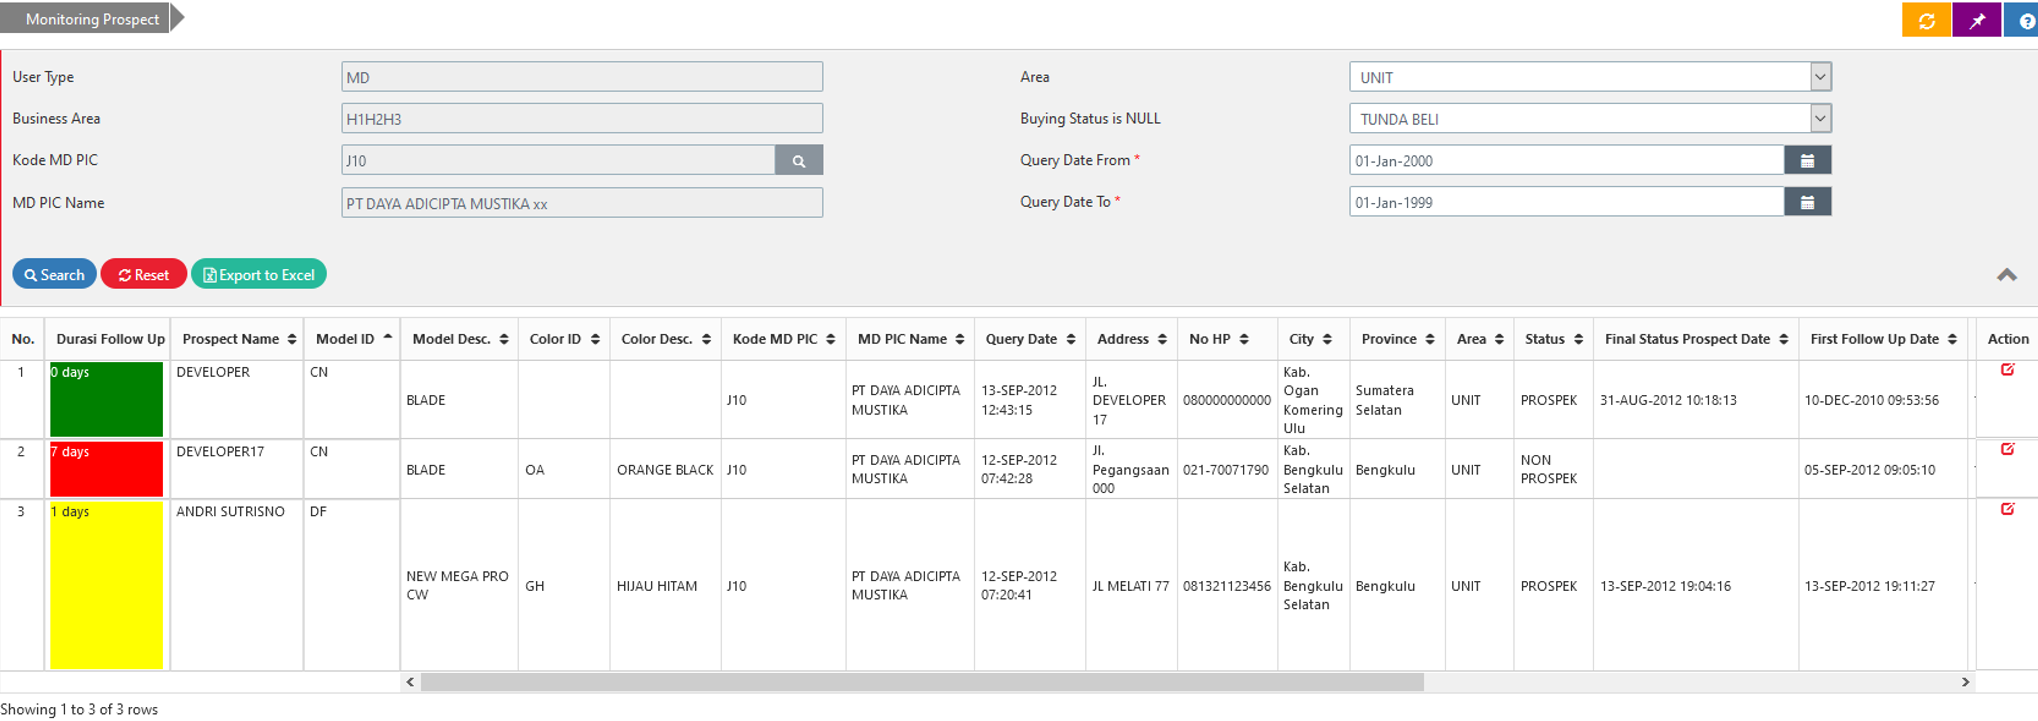 Monitoring Prospect
User Type MD Area UNIT
Business Area H1H2H3 Buying Status is NULL TUNDA BELI
Kode MD PIC J10 Query Date From * 01-Jan-2000
MD PIC Name PT DAYA ADICIPTA MUSTIKA xx Query Date To * 01-Jan-1999
Search Reset Export to Excel
No. Durasi Follow Up Prospect Name Model ID Model Desc. Color ID Color Desc. Kode MD PIC MD PIC Name Query Date Address No HP City Province Area Status Final Status Prospect Date First Follow Up Date Action
1 0 days DEVELOPER CN BLADE J10 PT DAYA ADICIPTA MUSTIKA 13-SEP-2012 12:43:15 JL. DEVELOPER 17 080000000000 Kab. Ogan Komering Ulu Sumatera Selatan UNIT PROSPEK 31-AUG-2012 10:18:13 10-DEC-2010 09:53:56
2 7 days DEVELOPER17 CN BLADE OA ORANGE BLACK J10 PT DAYA ADICIPTA MUSTIKA 12-SEP-2012 07:42:28 Jl. Pegangsaan 000 021-70071790 Kab. Bengkulu Selatan Bengkulu UNIT NON PROSPEK 05-SEP-2012 09:05:10
3 1 days ANDRI SUTRISNO DF NEW MEGA PRO CW GH HIJAU HITAM J10 PT DAYA ADICIPTA MUSTIKA 12-SEP-2012 07:20:41 JL MELATI 77 081321123456 Kab. Bengkulu Selatan Bengkulu UNIT PROSPEK 13-SEP-2012 19:04:16 13-SEP-2012 19:11:27
Showing 1 to 3 of 3 rows